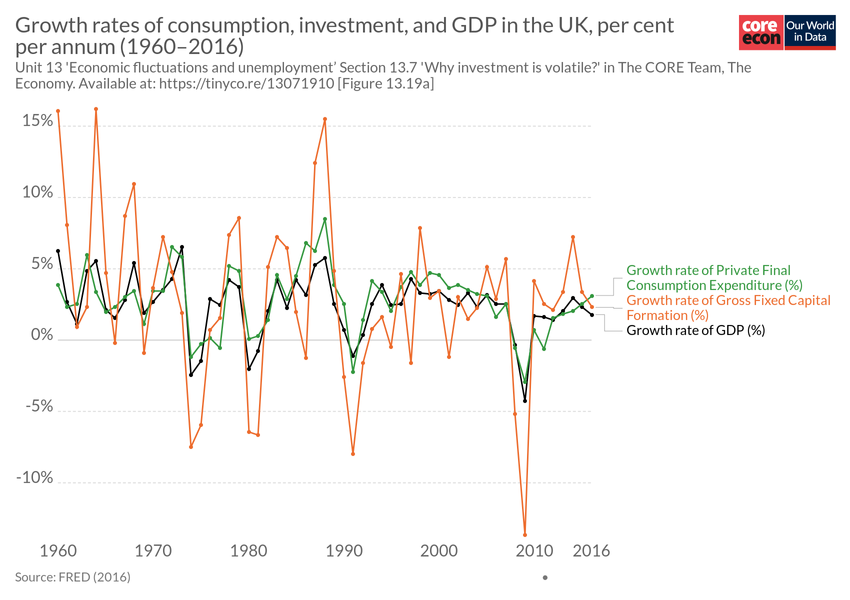 Growth rates of consumption, investment, and GDP in the UK, per cent
per annum (1960–2016)
core
econ
Our World
in Data
Unit 13 'Economic fluctuations and unemployment’ Section 13.7 'Why investment is volatile?' in The CORE Team, The
Economy. Available at: https://tinyco.re/13071910 [Figure 13.19a]
15%
10%
5%
0%
-5%
-10%
Growth rate of Private Final
Consumption Expenditure (%)
Growth rate of Gross Fixed Capital
Formation (%)
Growth rate of GDP (%)
1960
1970
1980
1990
2000
2010
2016
Source: FRED (2016)